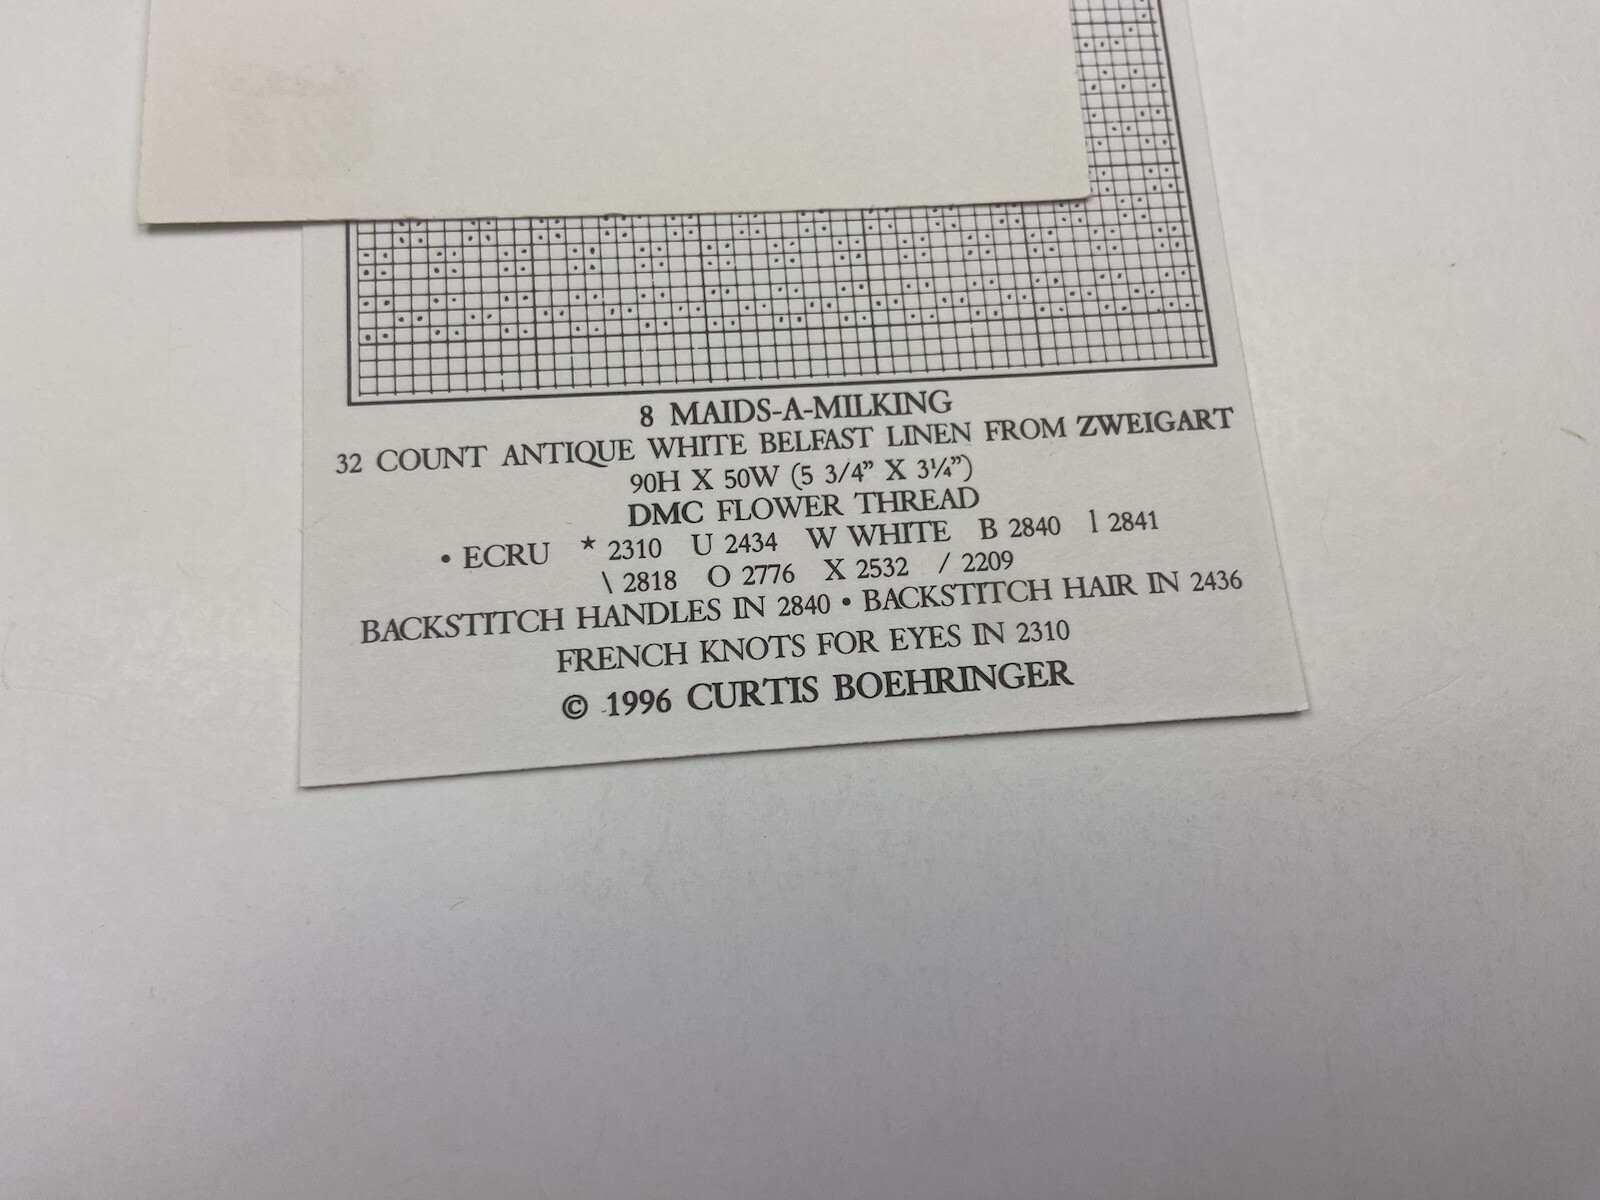 8 MAIDS-A-MILKING
32 COUNT ANTIQUE WHITE BELFAST LINEN FROM ZWEIGART
90H X 50W (5 3/4" X 3¼")
DMC FLOWER THREAD
• ECRU * 2310 U 2434 W WHITE B 2840 l 2841
\ 2818 O 2776 X 2532 / 2209
BACKSTITCH HANDLES IN 2840 • BACKSTITCH HAIR IN 2436
FRENCH KNOTS FOR EYES IN 2310
© 1996 CURTIS BOEHRINGER